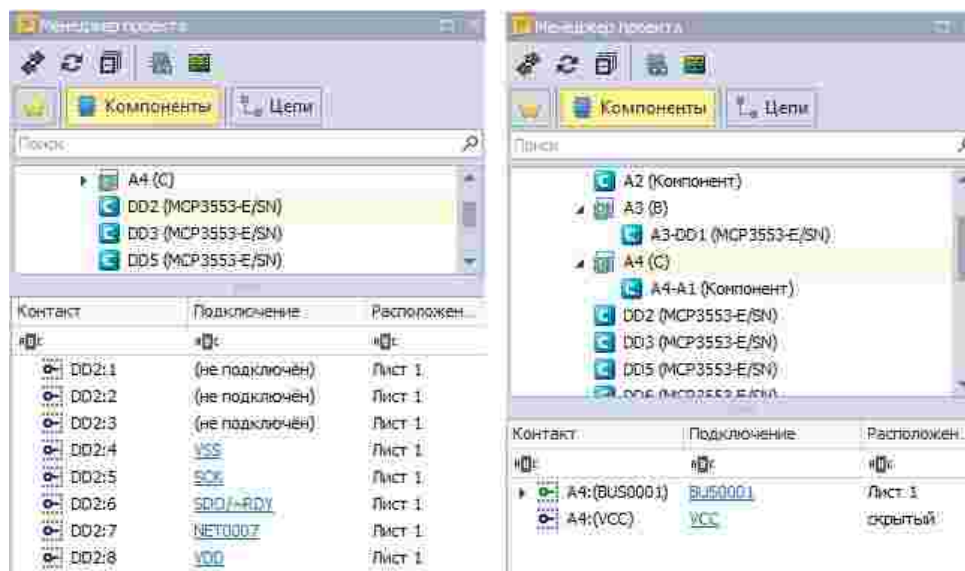 Менеджер проекта
Компоненты
Цепи
Поиск
A4 (C)
DD2 (MCP3553-E/SN)
DD3 (MCP3553-E/SN)
DD5 (MCP3553-E/SN)
Контакт Подключение Расположен...
DD2:1 (не подключён) Лист 1
DD2:2 (не подключён) Лист 1
DD2:3 (не подключён) Лист 1
DD2:4 VSS Лист 1
DD2:5 SCK Лист 1
DD2:6 SDO/~RDY Лист 1
DD2:7 NET0007 Лист 1
DD2:8 VDD Лист 1
Менеджер проекта
Компоненты
Цепи
Поиск
A2 (Компонент)
A3 (B)
A3-DD1 (MCP3553-E/SN)
A4 (C)
A4-A1 (Компонент)
DD2 (MCP3553-E/SN)
DD3 (MCP3553-E/SN)
DD5 (MCP3553-E/SN)
DD6 (MCP3553-E/SN)
Контакт Подключение Расположен...
A4:(BUS0001) BUS0001 Лист 1
A4:(VCC) VCC скрытый